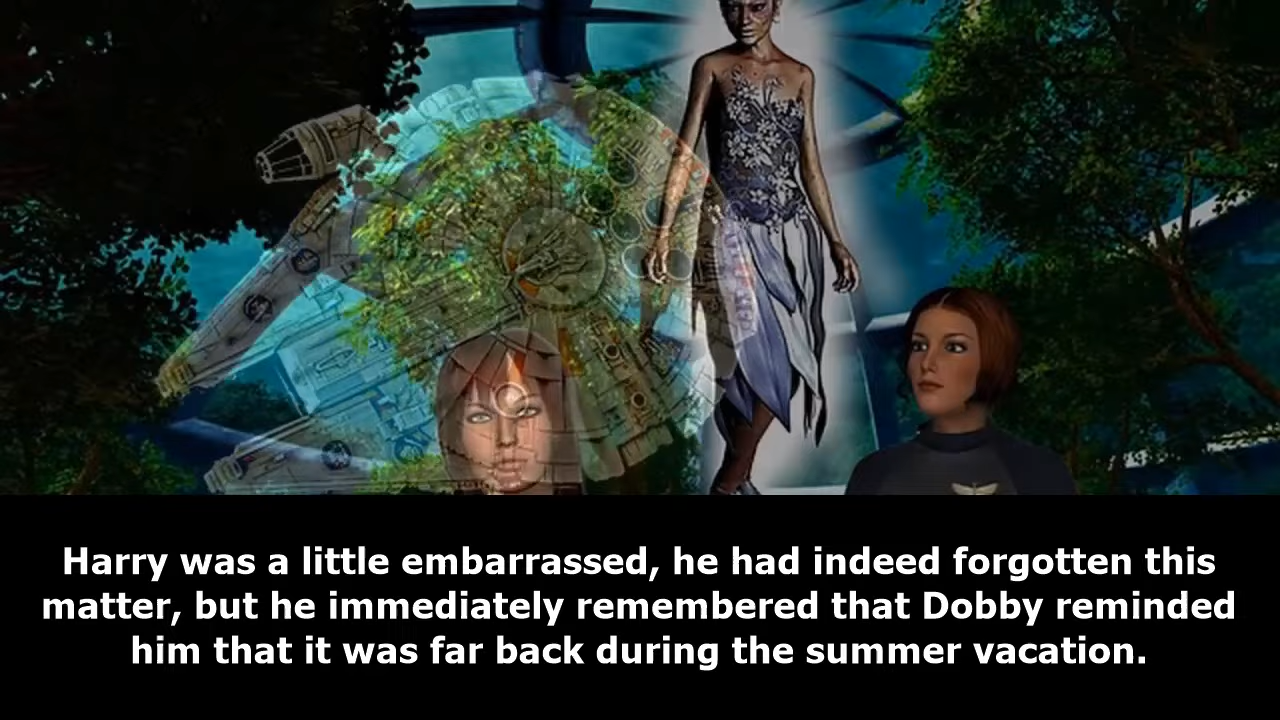 Harry was a little embarrassed, he had indeed forgotten this
matter, but he immediately remembered that Dobby reminded
him that it was far back during the summer vacation.